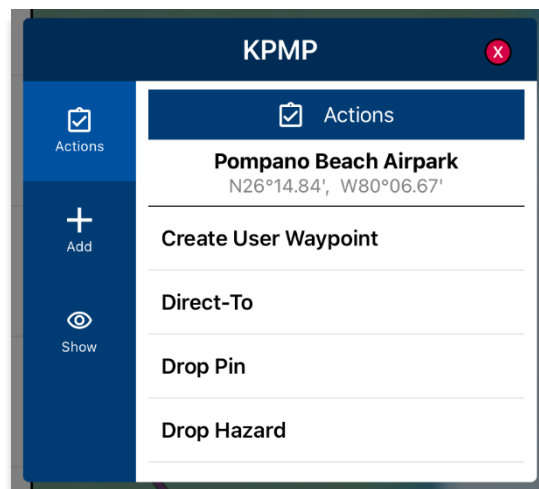 KPMP
X
Actions
Actions
Pompano Beach Airpark
N26°14.84', W80°06.67'
Add
Create User Waypoint
Direct-To
Show
Drop Pin
Drop Hazard